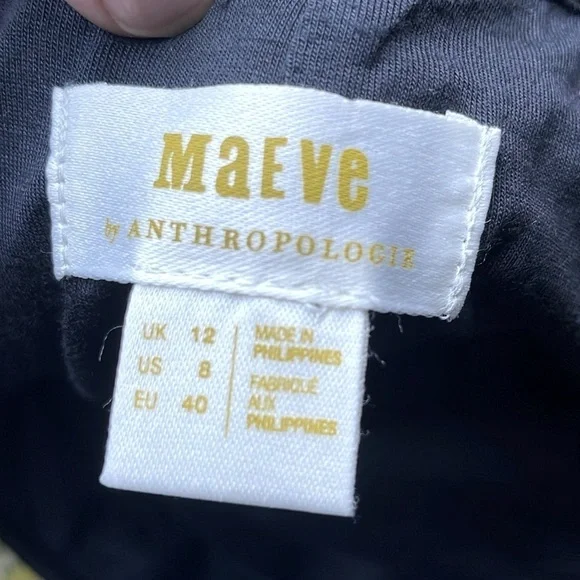 MaEVe
by ANTHROPOLOGIE
UK 12
US 8
EU 40
MADE IN
PHILIPPINES
FABRIQUÉ
AUX
PHILIPPINES